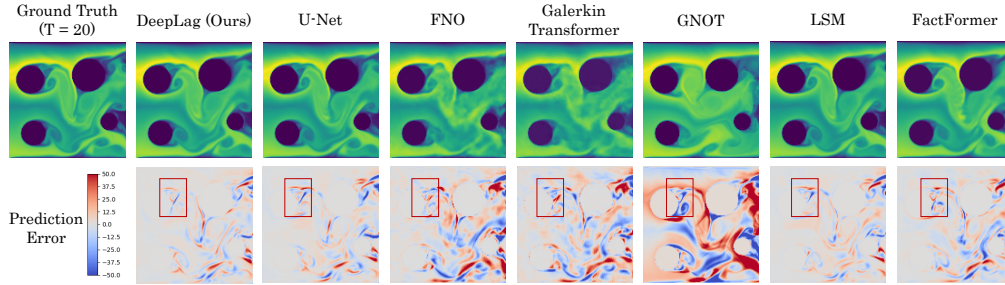 Ground Truth
(T = 20)
DeepLag (Ours)
U-Net
FNO
Galerkin
Transformer
GNOT
LSM
FactFormer
Prediction
Error
50.0
37.5
25.0
12.5
0.0
−12.5
−25.0
−37.5
−50.0